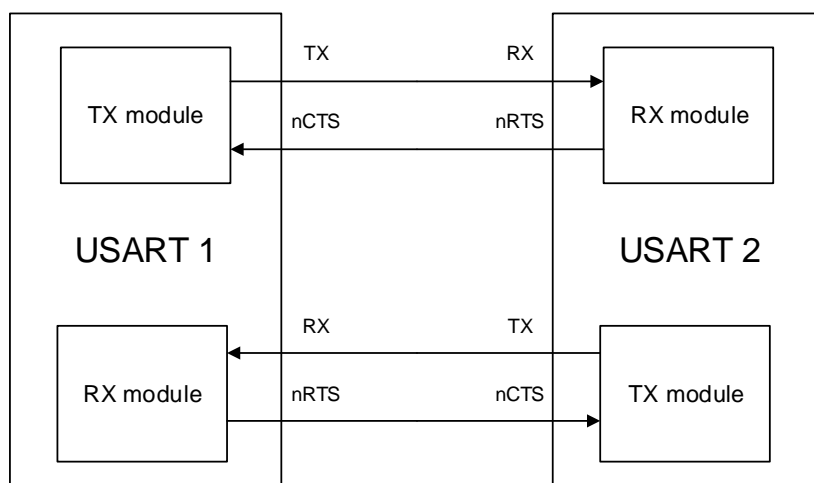 TX RX
TX module RX module
nCTS nRTS
USART 1 USART 2
RX TX
RX module TX module
nRTS nCTS